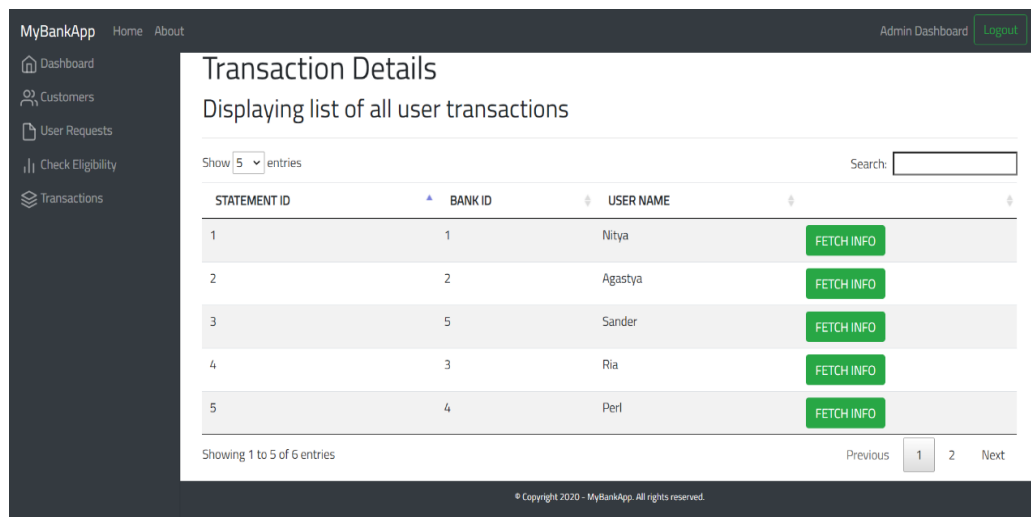 MyBankApp Home About Admin Dashboard Logout
Dashboard
Customers
User Requests
Check Eligibility
Transactions
Transaction Details
Displaying list of all user transactions
Show 5 entries Search:
STATEMENT ID BANK ID USER NAME
1 1 Nitya FETCH INFO
2 2 Agastya FETCH INFO
3 5 Sander FETCH INFO
4 3 Ria FETCH INFO
5 4 Perl FETCH INFO
Showing 1 to 5 of 6 entries Previous 1 2 Next
© Copyright 2020 - MyBankApp. All rights reserved.